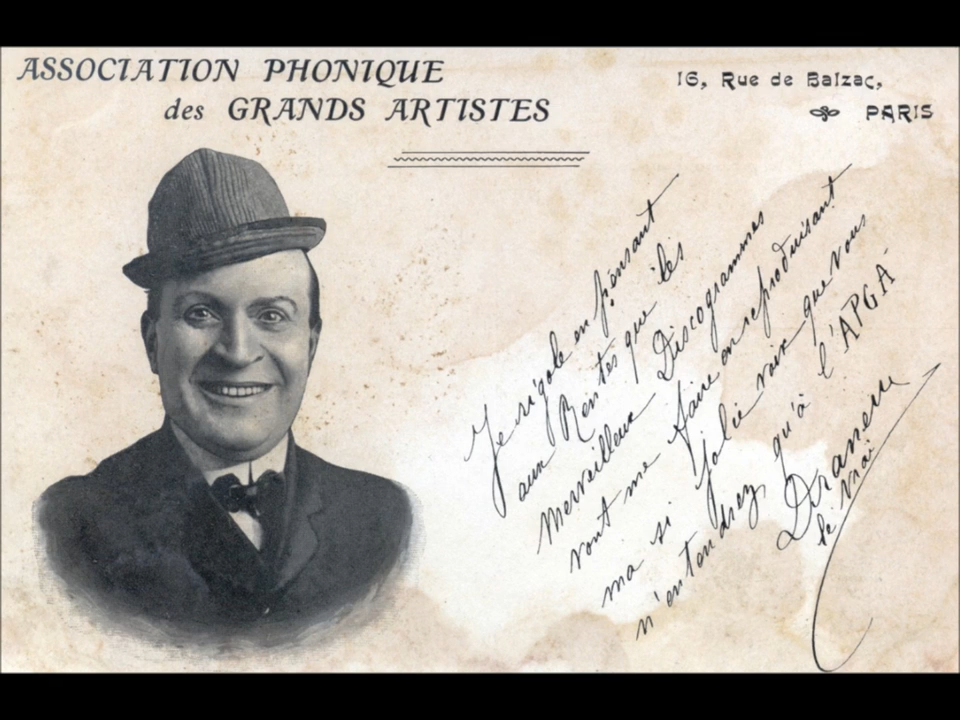 ASSOCIATION PHONIQUE
des GRANDS ARTISTES
16, Rue de Balzac,
PARIS
Je rigole en pensant
aux Rentes que les
Merveilleux Discogrammes
vont me faire en reproduisant
ma si jolie voix que vous
n'entendrez qu'à l'APGA
Dranem
le vrai